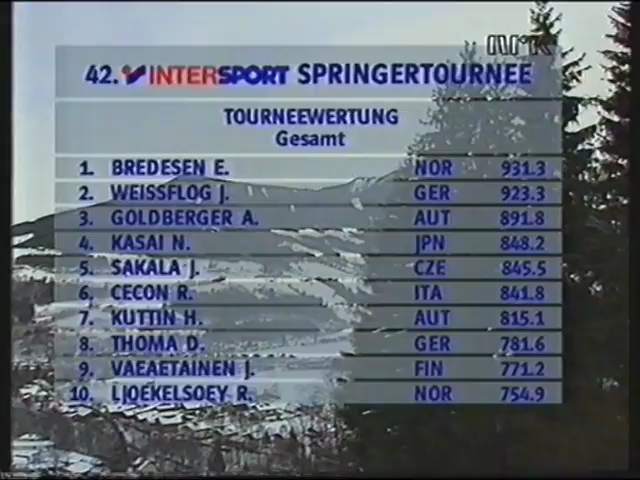 NRK
42. INTERSPORT SPRINGERTOURNEE
TOURNEEWERTUNG
Gesamt
1. BREDESEN E. NOR 931.3
2. WEISSFLOG J. GER 923.3
3. GOLDBERGER A. AUT 891.8
4. KASAI N. JPN 848.2
5. SAKALA J. CZE 845.5
6. CECON R. ITA 841.8
7. KUTTIN H. AUT 815.1
8. THOMA D. GER 781.6
9. VAEAETAINEN J. FIN 771.2
10. LJOEKELSOEY R. NOR 754.9